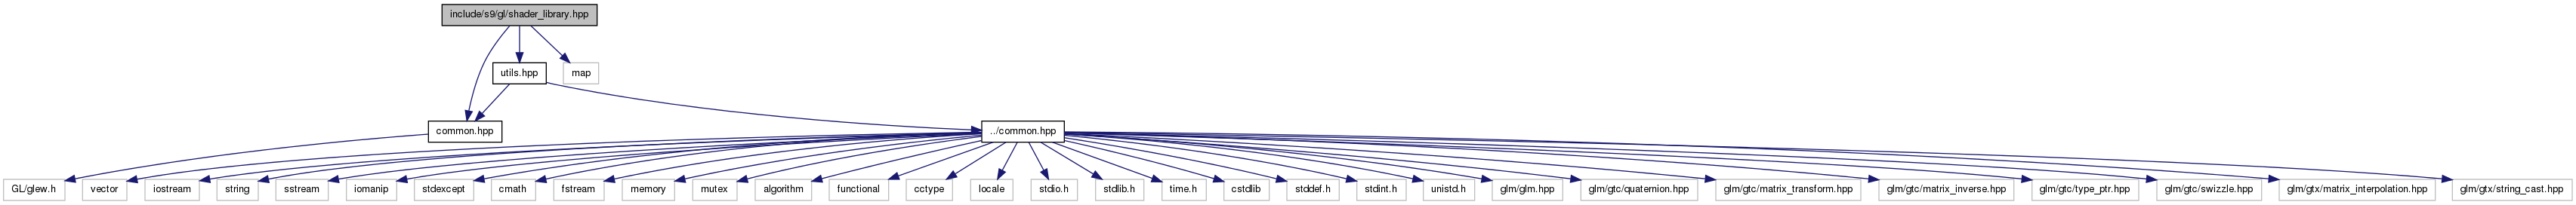 include/s9/gl/shader_library.hpp
utils.hpp
map
common.hpp
../common.hpp
GL/glew.h
vector
iostream
string
sstream
iomanip
stdexcept
cmath
fstream
memory
mutex
algorithm
functional
cctype
locale
stdio.h
stdlib.h
time.h
cstdlib
stddef.h
stdint.h
unistd.h
glm/glm.hpp
glm/gtc/quaternion.hpp
glm/gtc/matrix_transform.hpp
glm/gtc/matrix_inverse.hpp
glm/gtc/type_ptr.hpp
glm/gtc/swizzle.hpp
glm/gtx/matrix_interpolation.hpp
glm/gtx/string_cast.hpp